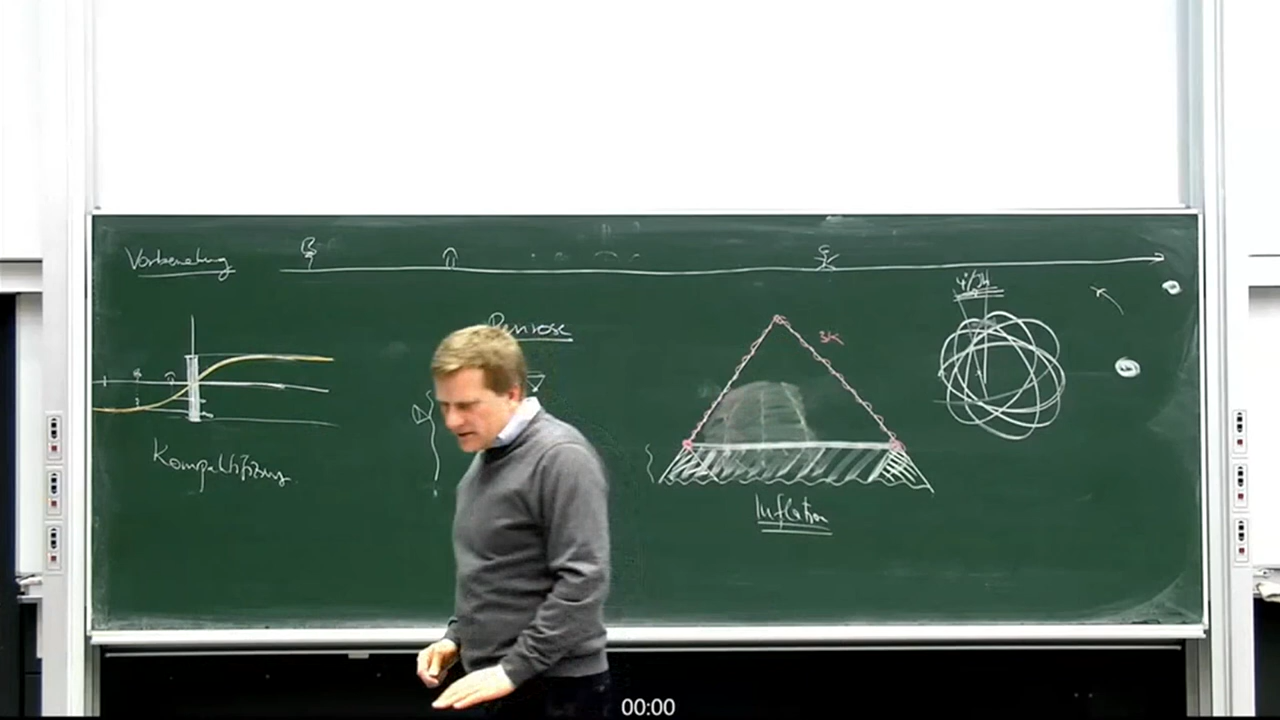 Vorbereitung
Penrose
3K
Kompaktifizierung.
Inflation
00:00